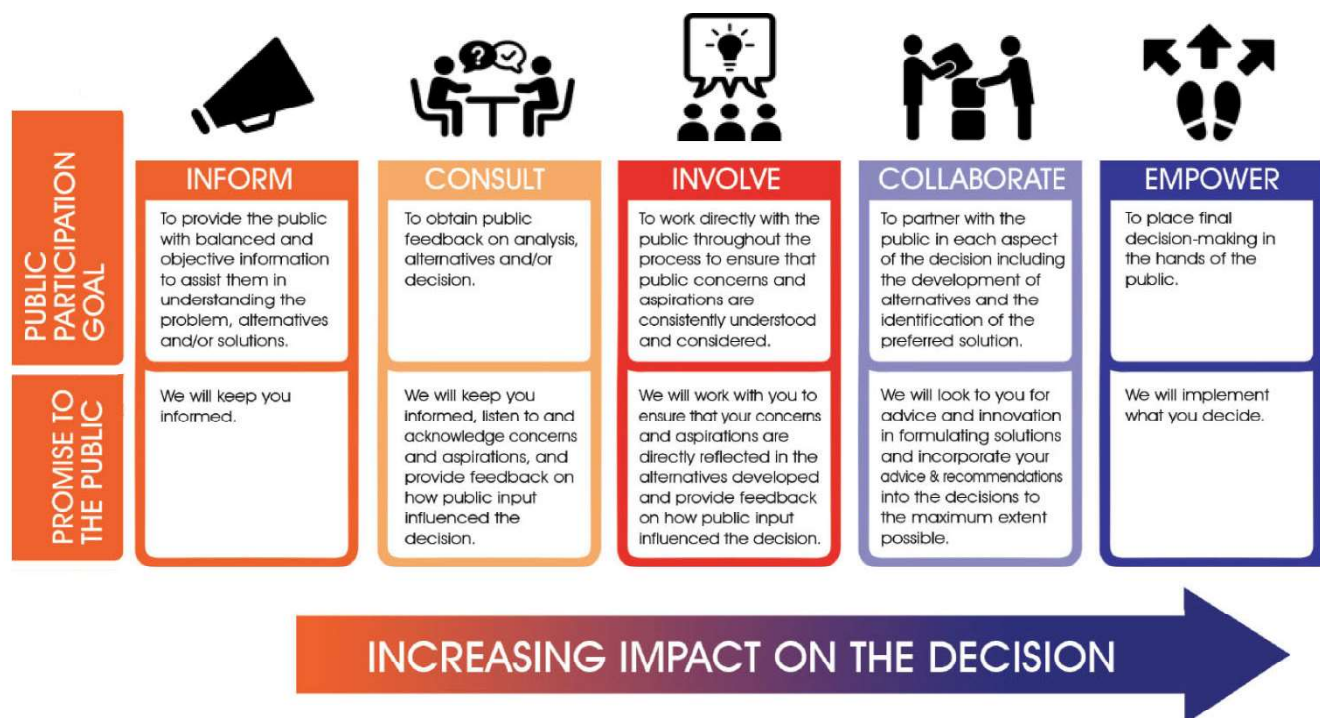 PUBLIC
PARTICIPATION
GOAL
INFORM
To provide the public
with balanced and
objective information
to assist them in
understanding the
problem, alternatives
and/or solutions.
CONSULT
To obtain public
feedback on analysis,
alternatives and/or
decision.
INVOLVE
To work directly with the
public throughout the
process to ensure that
public concerns and
aspirations are
consistently understood
and considered.
COLLABORATE
To partner with the
public in each aspect
of the decision including
the development of
alternatives and the
identification of the
preferred solution.
EMPOWER
To place final
decision-making in
the hands of the
public.
PROMISE TO
THE PUBLIC
We will keep you
informed.
We will keep you
informed, listen to and
acknowledge concerns
and aspirations, and
provide feedback on
how public input
influenced the
decision.
We will work with you to
ensure that your concerns
and aspirations are
directly reflected in the
alternatives developed
and provide feedback
on how public input
influenced the decision.
We will look to you for
advice and innovation
in formulating solutions
and incorporate your
advice & recommendations
into the decisions to
the maximum extent
possible.
We will implement
what you decide.
INCREASING IMPACT ON THE DECISION